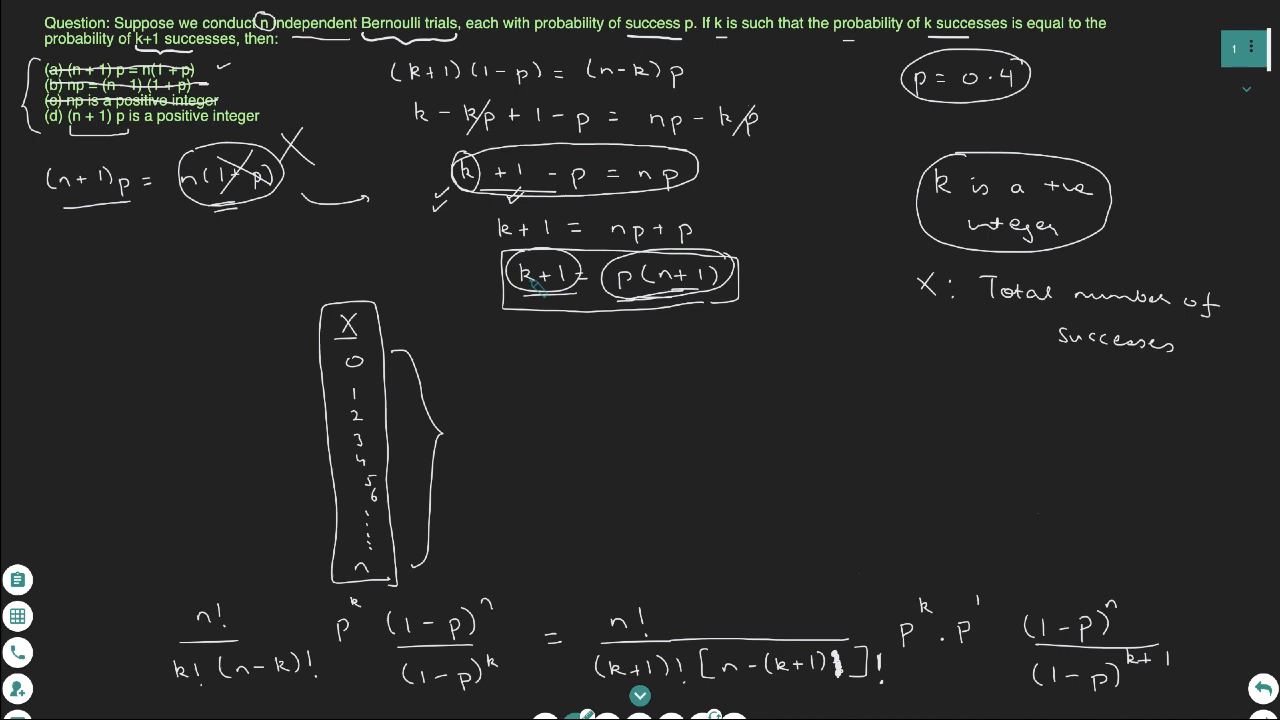 Question: Suppose we conduct n independent Bernoulli trials, each with probability of success p. If k is such that the probability of k successes is equal to the
probability of k+1 successes, then:
(a) (n + 1) p = n(1 + p)
(b) np = (n - 1) (1 + p)
(c) np is a positive integer
(d) (n + 1) p is a positive integer
(n+1)p = n(1+p)
(k+1)(1-p) = (n-k)p
k - kp + 1 - p = np - kp
k + 1 - p = np
k+1 = np + p
k+1 = p(n+1)
p = 0.4
k is a +ve
integer
X: Total number of
successes
1
X
0
1
2
3
4
5
6
n
n!/k!(n-k)! p^k (1-p)^n/(1-p)^k = n!/(k+1)![n-(k+1)]! p^k . p^1 (1-p)^n/(1-p)^k+1